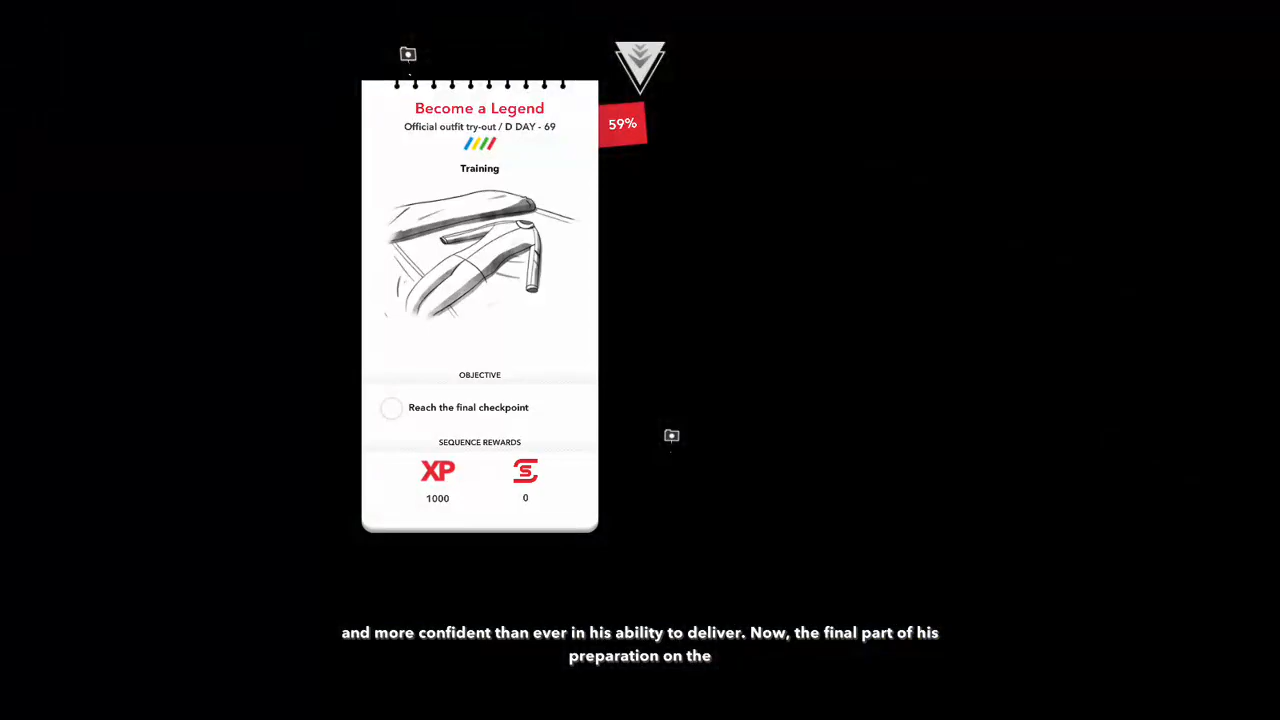 Become a Legend
Official outfit try-out / D DAY - 69
59%
Training
OBJECTIVE
Reach the final checkpoint
SEQUENCE REWARDS
XP
S
1000
0
and more confident than ever in his ability to deliver. Now, the final part of his
preparation on the